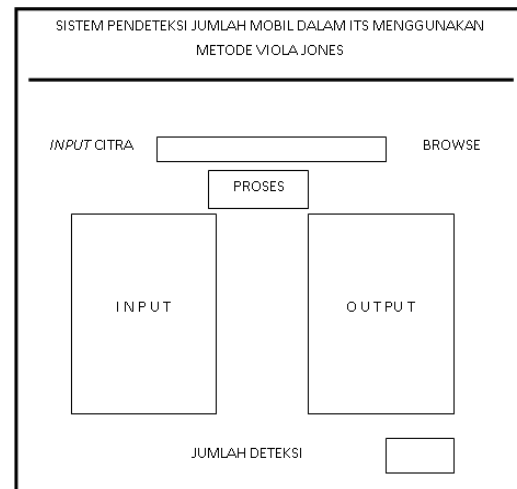 SISTEM PENDETEKSI JUMLAH MOBIL DALAM ITS MENGGUNAKAN
METODE VIOLA JONES
INPUT CITRA
BROWSE
PROSES
INPUT
OUTPUT
JUMLAH DETEKSI